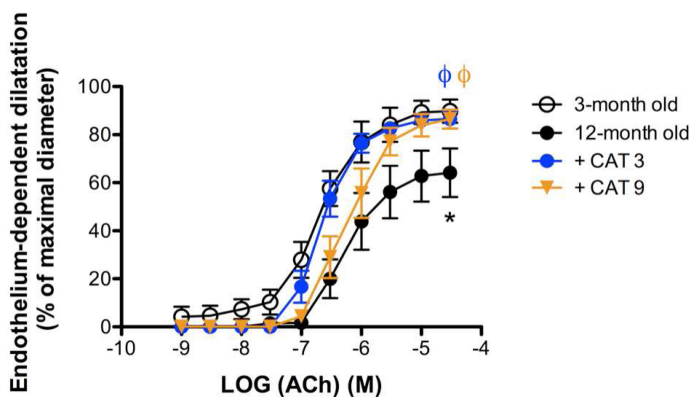 Endothelium-dependent dilatation
(% of maximal diameter)
100
80
60
40
20
0
-10
-9
-8
-7
-6
-5
-4
LOG (ACh) (M)
ϕ ϕ
*
3-month old
12-month old
+ CAT 3
+ CAT 9